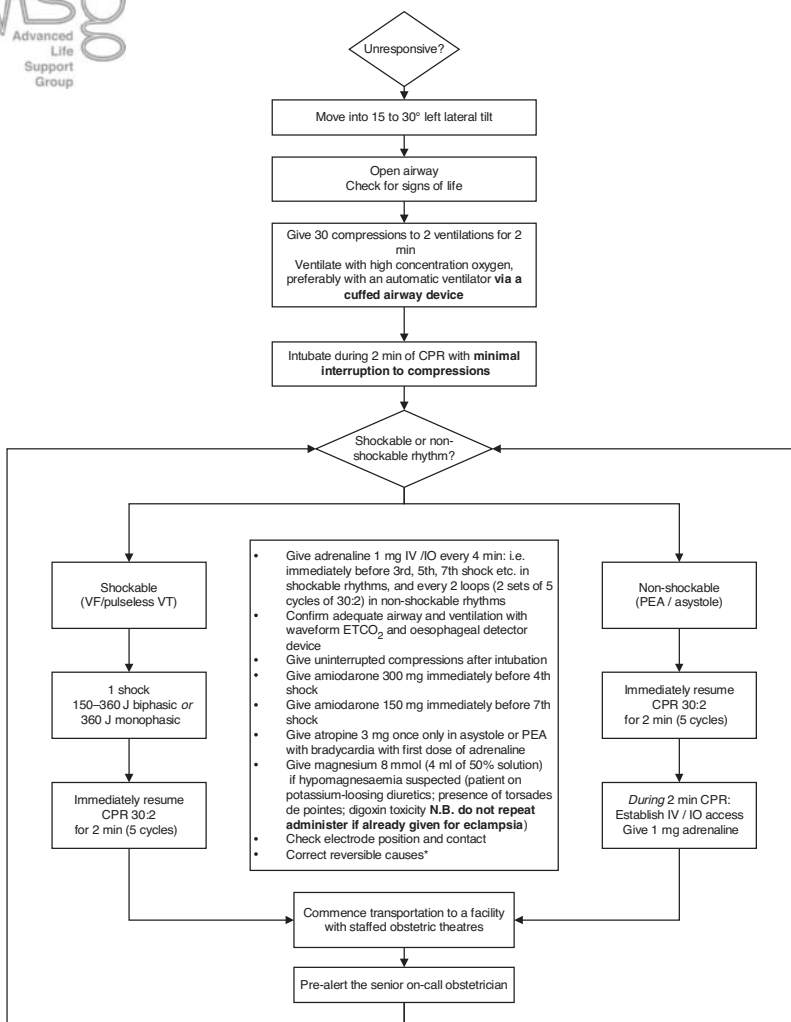 Advanced
Life
Support
Group
Unresponsive?
Move into 15 to 30° left lateral tilt
Open airway
Check for signs of life
Give 30 compressions to 2 ventilations for 2
min
Ventilate with high concentration oxygen,
preferably with an automatic ventilator via a
cuffed airway device
Intubate during 2 min of CPR with minimal
interruption to compressions
Shockable or non-
shockable rhythm?
Shockable
(VF/pulseless VT)
1 shock
150–360 J biphasic or
360 J monophasic
Immediately resume
CPR 30:2
for 2 min (5 cycles)
• Give adrenaline 1 mg IV /IO every 4 min: i.e.
immediately before 3rd, 5th, 7th shock etc. in
shockable rhythms, and every 2 loops (2 sets of 5
cycles of 30:2) in non-shockable rhythms
• Confirm adequate airway and ventilation with
waveform ETCO2 and oesophageal detector
device
• Give uninterrupted compressions after intubation
• Give amiodarone 300 mg immediately before 4th
shock
• Give amiodarone 150 mg immediately before 7th
shock
• Give atropine 3 mg once only in asystole or PEA
with bradycardia with first dose of adrenaline
• Give magnesium 8 mmol (4 ml of 50% solution)
if hypomagnesaemia suspected (patient on
potassium-loosing diuretics; presence of torsades
de pointes; digoxin toxicity N.B. do not repeat
administer if already given for eclampsia)
• Check electrode position and contact
• Correct reversible causes*
Non-shockable
(PEA / asystole)
Immediately resume
CPR 30:2
for 2 min (5 cycles)
During 2 min CPR:
Establish IV / IO access
Give 1 mg adrenaline
Commence transportation to a facility
with staffed obstetric theatres
Pre-alert the senior on-call obstetrician